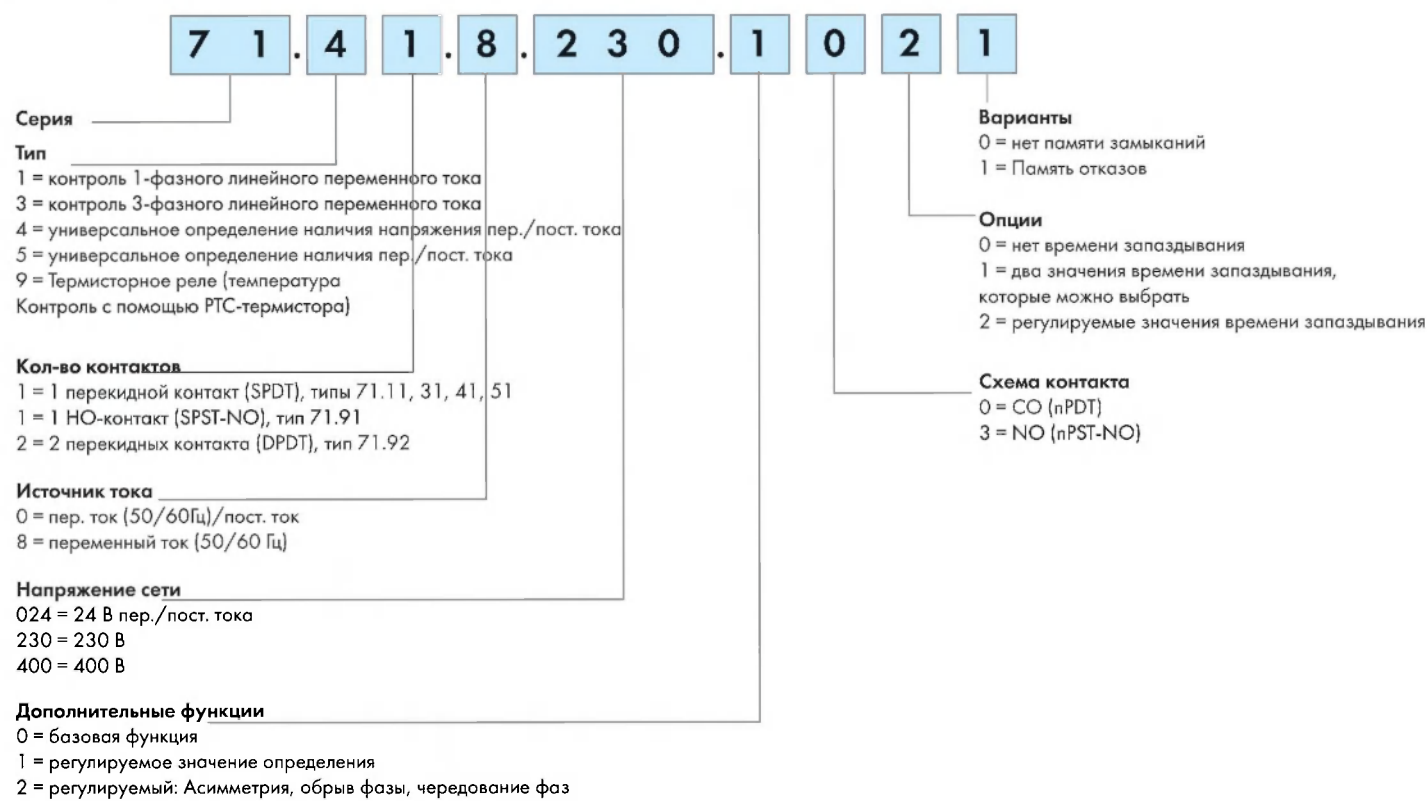 7 1 . 4 1 . 8 . 2 3 0 . 1 0 2 1
Серия
Тип
1 = контроль 1-фазного линейного переменного тока
3 = контроль 3-фазного линейного переменного тока
4 = универсальное определение наличия напряжения пер./пост. тока
5 = универсальное определение наличия пер./пост. тока
9 = Термисторное реле (температура
Контроль с помощью PTC-термистора)
Кол-во контактов
1 = 1 перекидной контакт (SPDT), типы 71.11, 31, 41, 51
1 = 1 НО-контакт (SPST-NO), тип 71.91
2 = 2 перекидных контакта (DPDT), тип 71.92
Источник тока
0 = пер. ток (50/60Гц)/пост. ток
8 = переменный ток (50/60 Гц)
Напряжение сети
024 = 24 В пер./пост. тока
230 = 230 В
400 = 400 В
Дополнительные функции
0 = базовая функция
1 = регулируемое значение определения
2 = регулируемый: Асимметрия, обрыв фазы, чередование фаз
Варианты
0 = нет памяти замыканий
1 = Память отказов
Опции
0 = нет времени запаздывания
1 = два значения времени запаздывания,
которые можно выбрать
2 = регулируемые значения времени запаздывания
Схема контакта
0 = CO (nPDT)
3 = NO (nPST-NO)